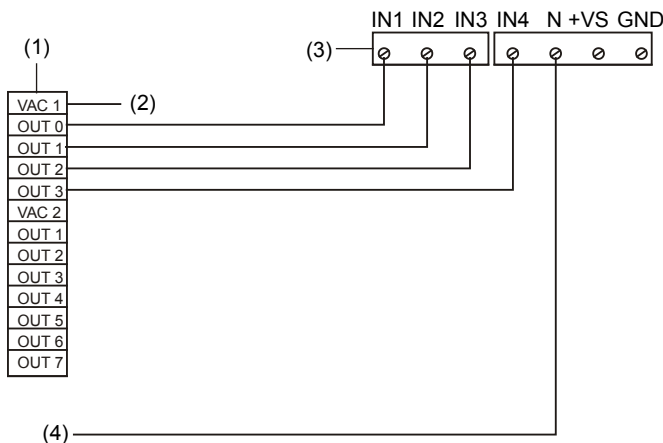 IN1 IN2 IN3 IN4 N +VS GND
(1)
(3)
VAC 1
(2)
OUT 0
OUT 1
OUT 2
OUT 3
VAC 2
OUT 1
OUT 2
OUT 3
OUT 4
OUT 5
OUT 6
OUT 7
(4)